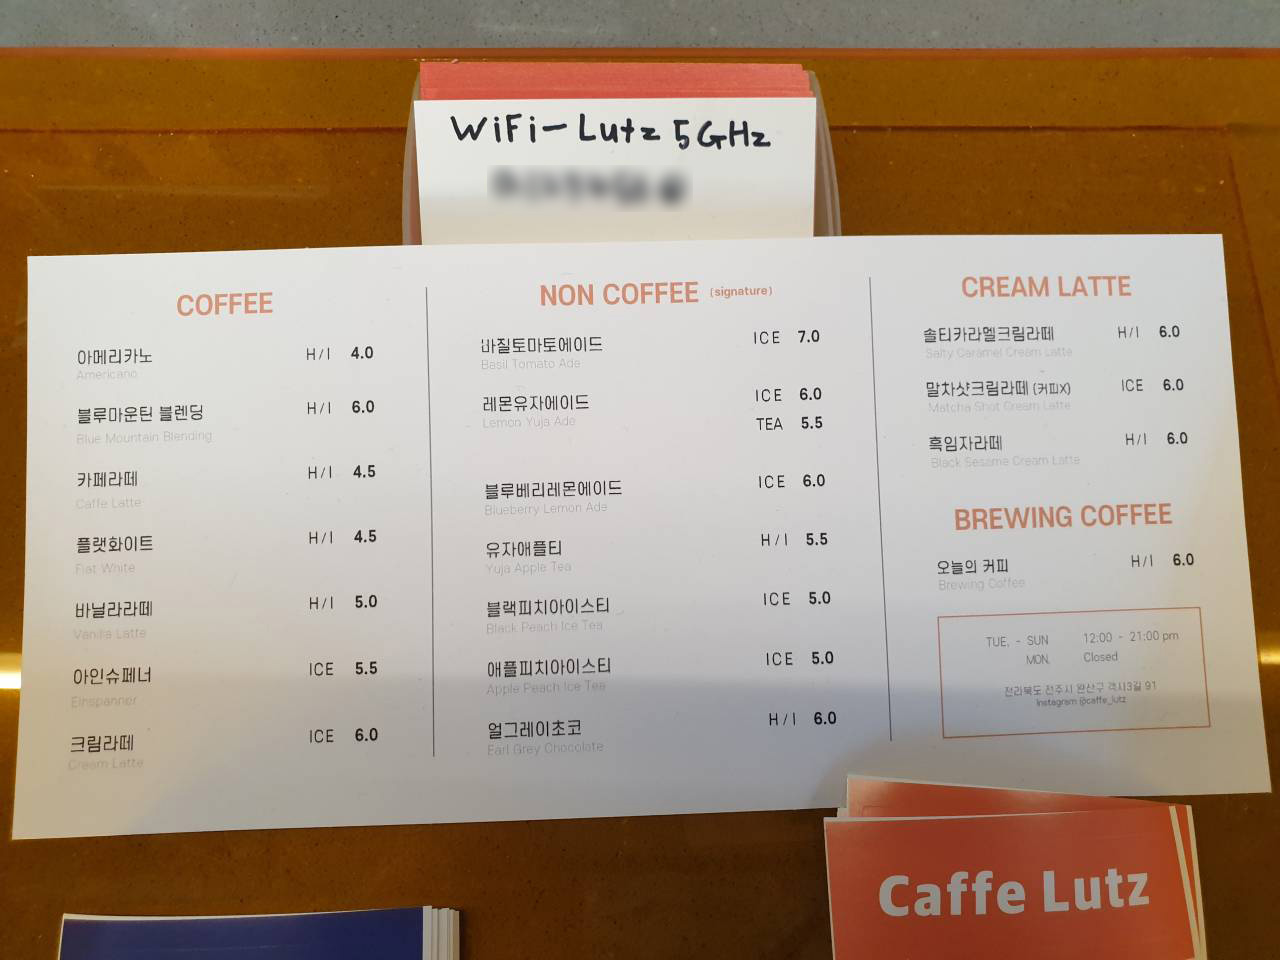 WiFi-Lutz 5GHz
COFFEE
아메리카노 H/I 4.0
Americano
블루마운틴 블렌딩 H/I 6.0
Blue Mountain Blending
카페라떼 H/I 4.5
Caffe Latte
플랫화이트 H/I 4.5
Flat White
바닐라라떼 H/I 5.0
Vanilla Latte
아인슈페너 ICE 5.5
Einspanner
크림라떼 ICE 6.0
Cream Latte
NON COFFEE (signature)
바질토마토에이드 ICE 7.0
Basil Tomato Ade
레몬유자에이드 ICE 6.0
Lemon Yuja Ade
TEA 5.5
블루베리레몬에이드 ICE 6.0
Blueberry Lemon Ade
유자애플티 H/I 5.5
Yuja Apple Tea
블랙피치아이스티 ICE 5.0
Black Peach Ice Tea
애플피치아이스티 ICE 5.0
Apple Peach Ice Tea
얼그레이초코 H/I 6.0
Earl Grey Chocolate
CREAM LATTE
솔티카라멜크림라떼 H/I 6.0
Salty Caramel Cream Latte
말차샷크림라떼 (커피X) ICE 6.0
Matcha Shot Cream Latte
흑임자라떼 H/I 6.0
Black Sesame Cream Latte
BREWING COFFEE
오늘의 커피 H/I 6.0
Brewing Coffee
TUE. - SUN 12:00 - 21:00 pm
MON. Closed
전라북도 전주시 완산구 객사3길 91
Instagram @caffe_lutz
Caffe Lutz